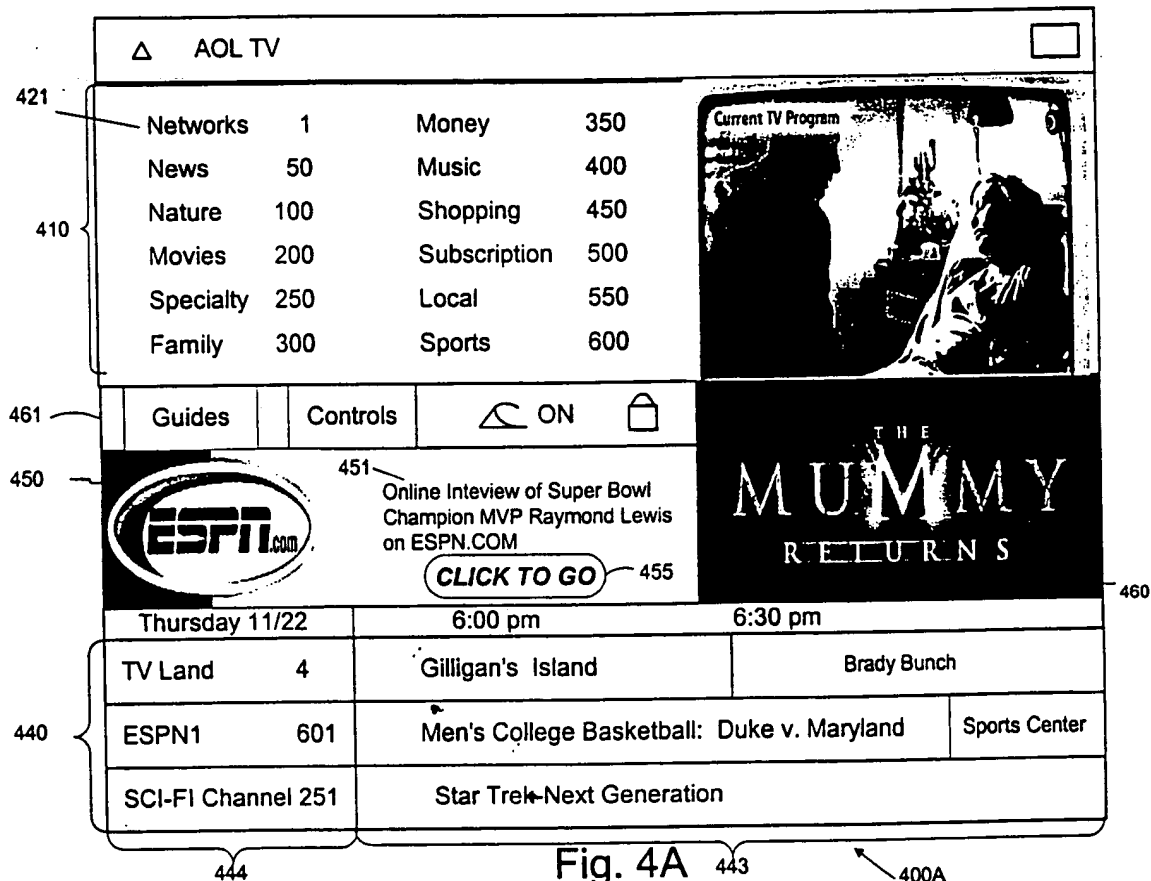 AOL TV
421
Networks 1 Money 350
News 50 Music 400
Nature 100 Shopping 450
410
Movies 200 Subscription 500
Specialty 250 Local 550
Family 300 Sports 600
Current TV Program
461
Guides Controls ON
450
ESPN.com
451
Online Inteview of Super Bowl
Champion MVP Raymond Lewis
on ESPN.COM
CLICK TO GO
455
THE
MUMMY
RETURNS
460
Thursday 11/22 6:00 pm 6:30 pm
TV Land 4 Gilligan's Island Brady Bunch
440
ESPN1 601 Men's College Basketball: Duke v. Maryland Sports Center
SCI-FI Channel 251 Star Trek-Next Generation
444
Fig. 4A
443
400A